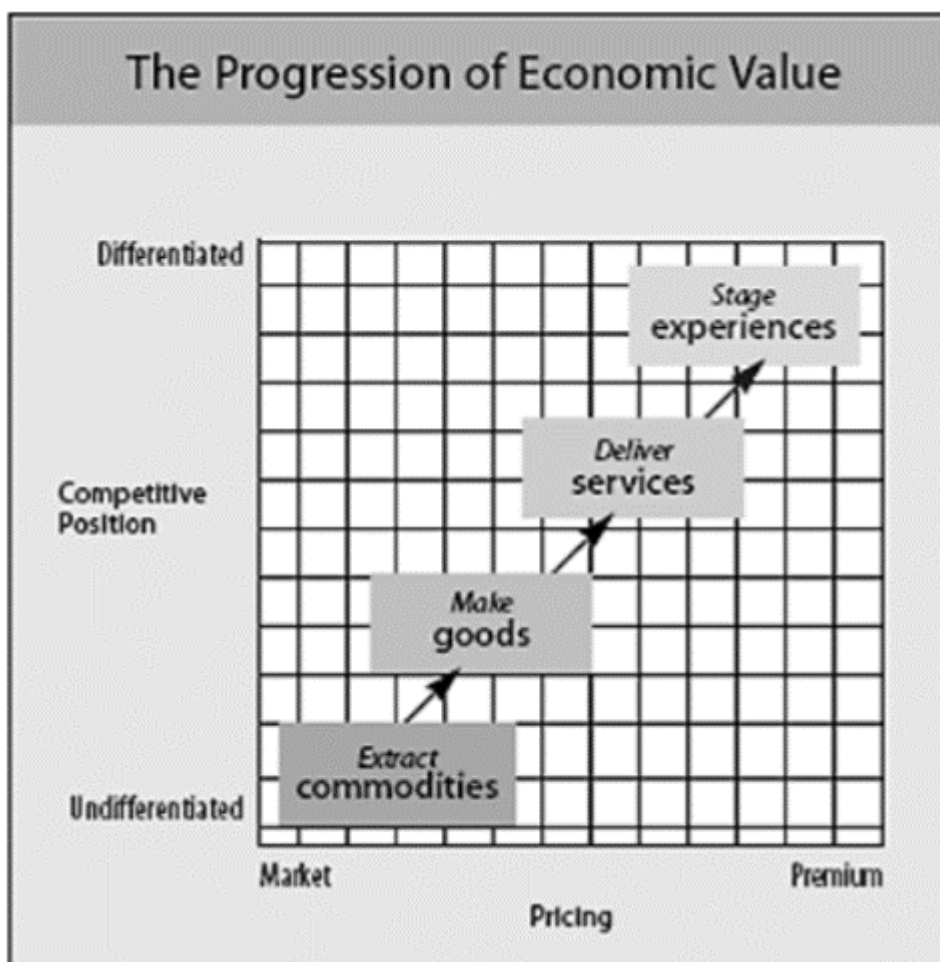 The Progression of Economic Value
Differentiated
Stage
experiences
Deliver
services
Competitive
Position
Make
goods
Extract
commodities
Undifferentiated
Market
Premium
Pricing